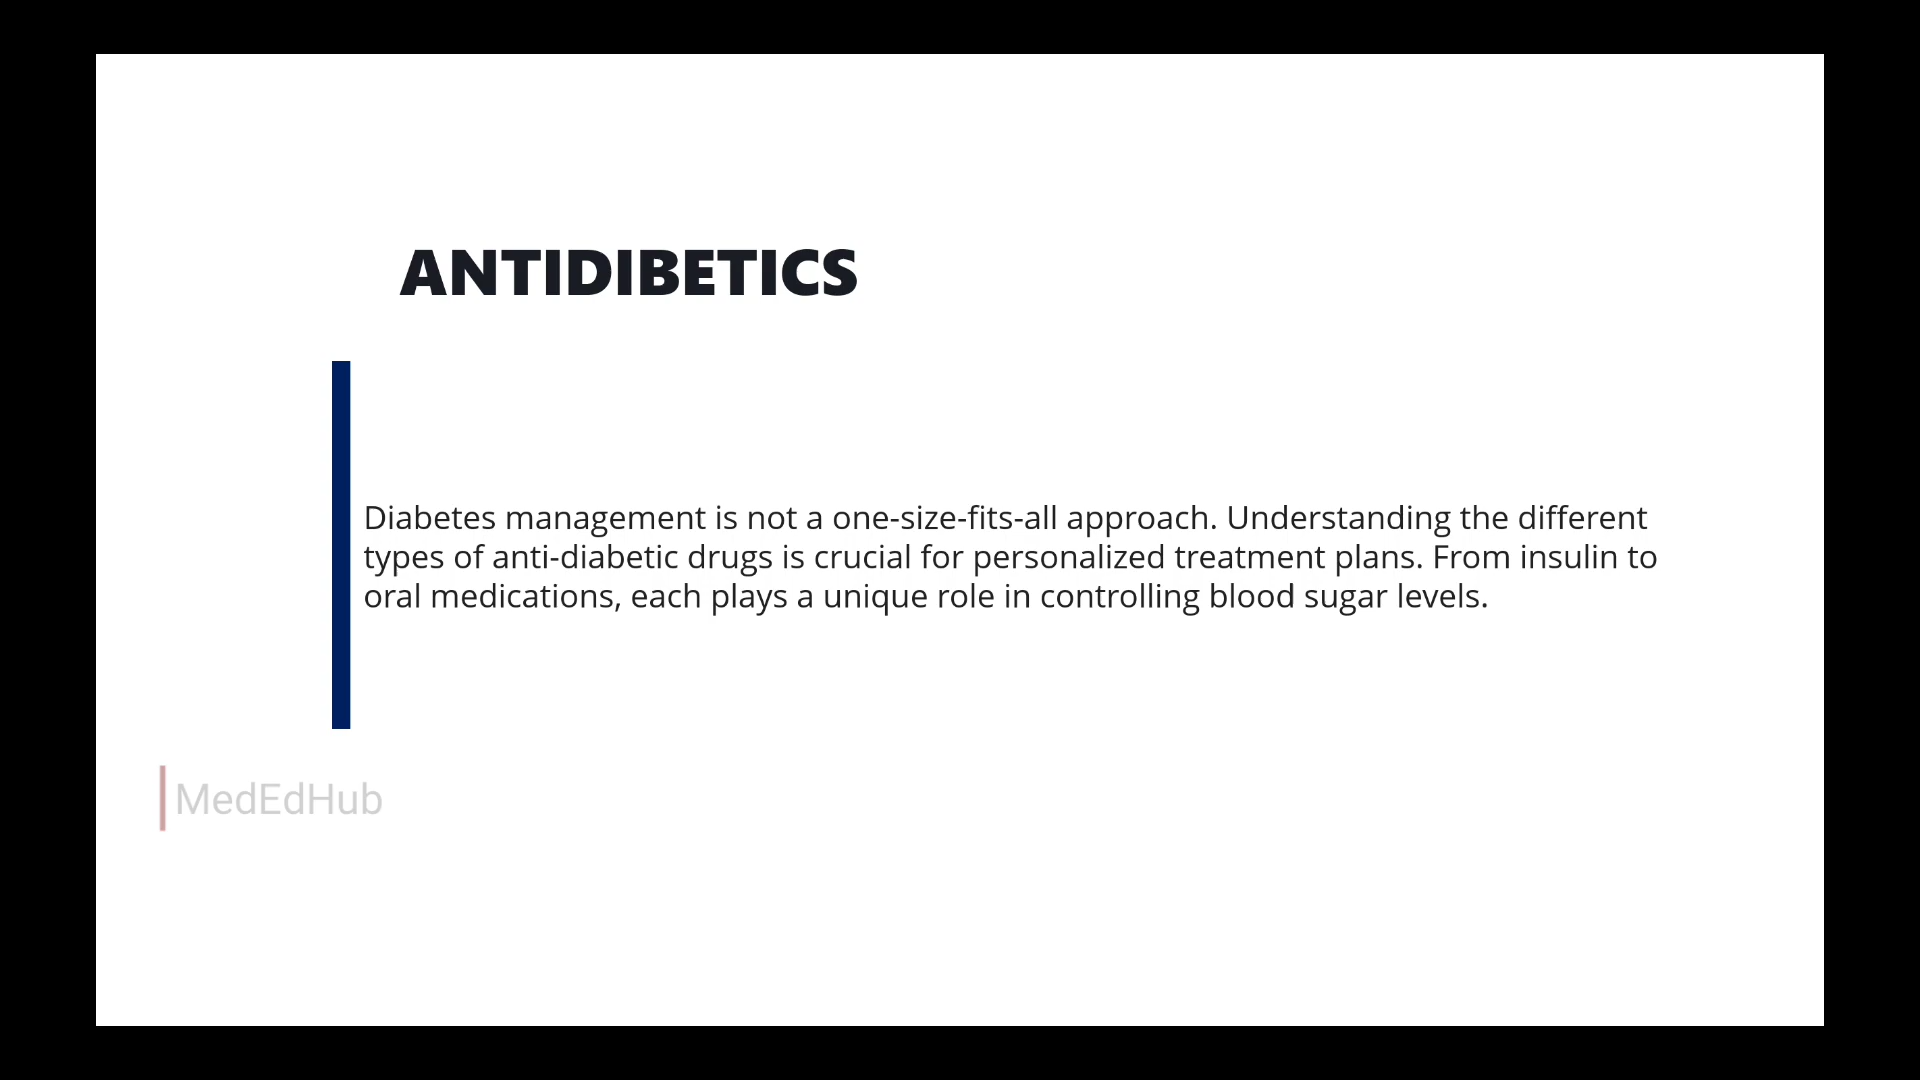 ANTIDIBETICS
Diabetes management is not a one-size-fits-all approach. Understanding the different
types of anti-diabetic drugs is crucial for personalized treatment plans. From insulin to
oral medications, each plays a unique role in controlling blood sugar levels.
MedEdHub